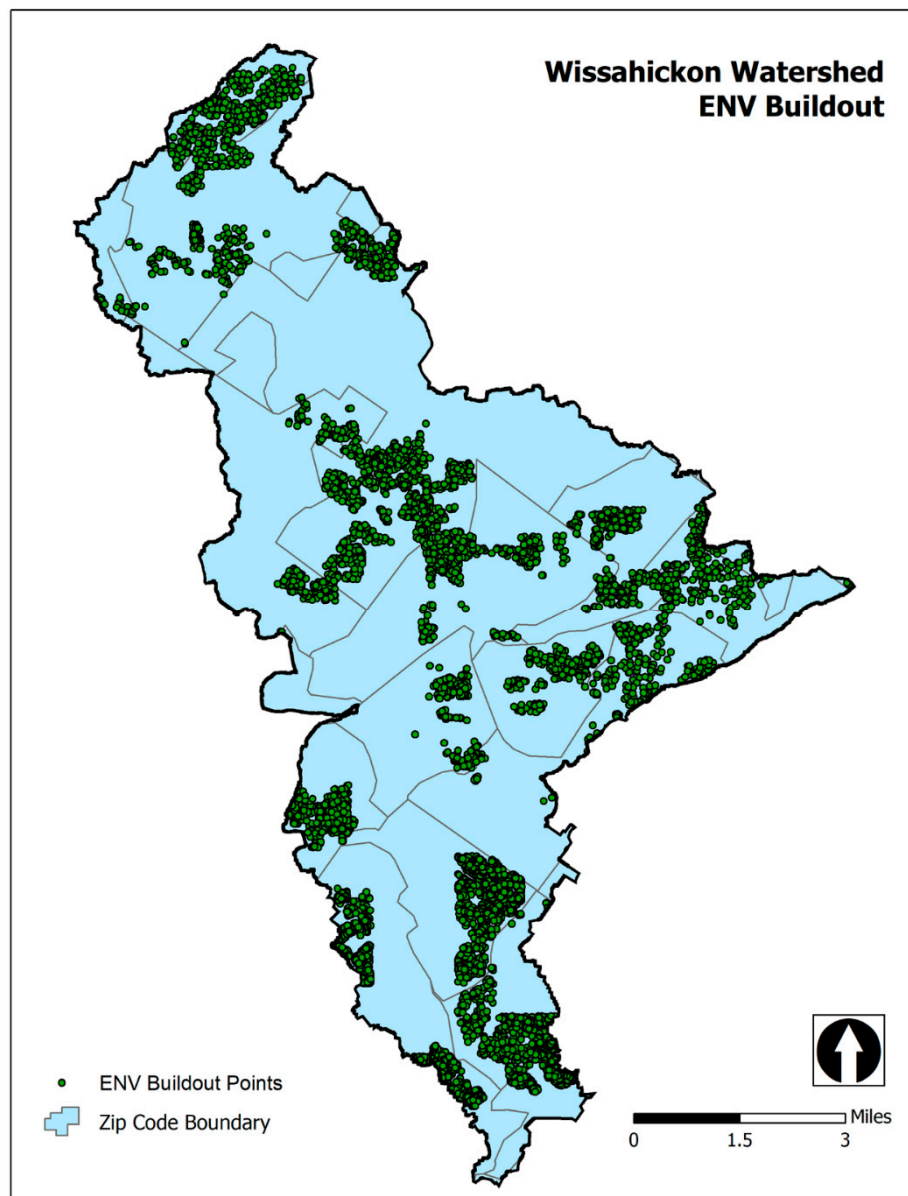 Wissahickon Watershed
ENV Buildout
ENV Buildout Points
Zip Code Boundary
Miles
0 1.5 3